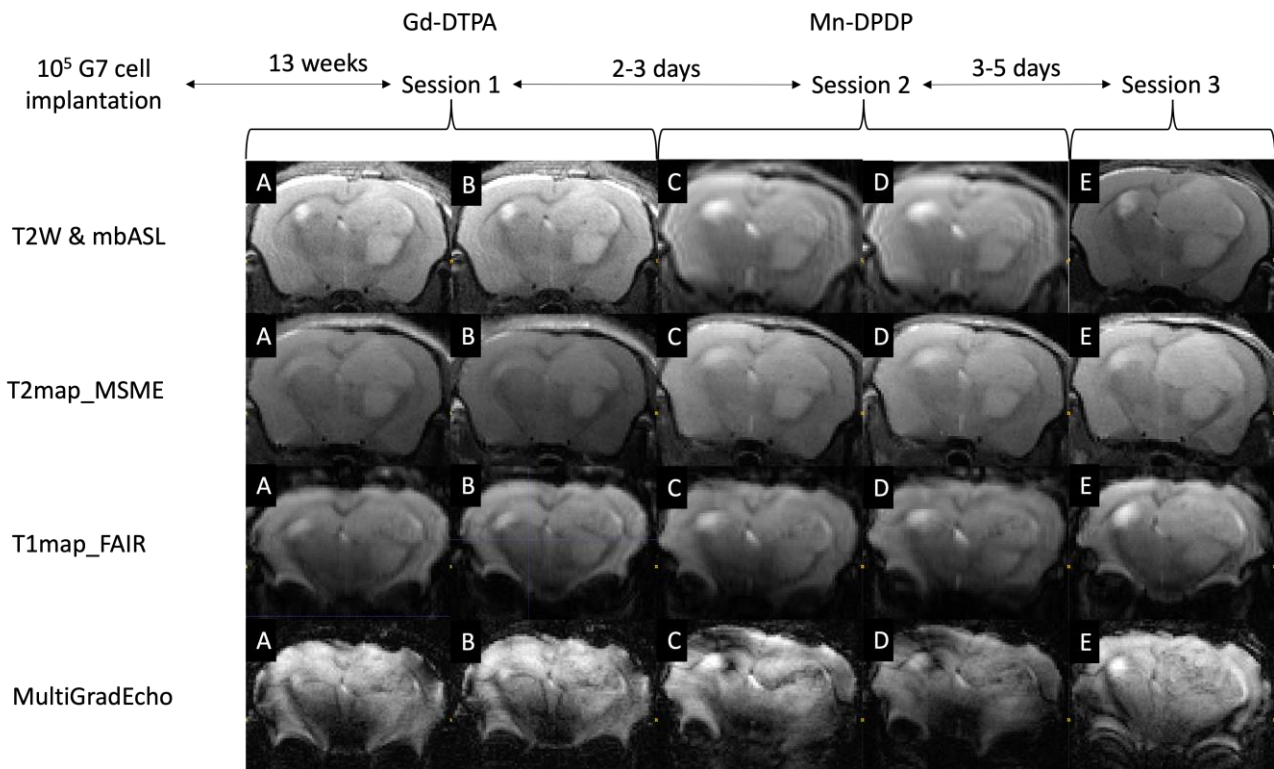 Gd-DTPA Mn-DPDP
10⁵ G7 cell
implantation
13 weeks
Session 1
2-3 days
Session 2
3-5 days
Session 3
T2W & mbASL
A B C D E
T2map_MSME
A B C D E
T1map_FAIR
A B C D E
MultiGradEcho
A B C D E